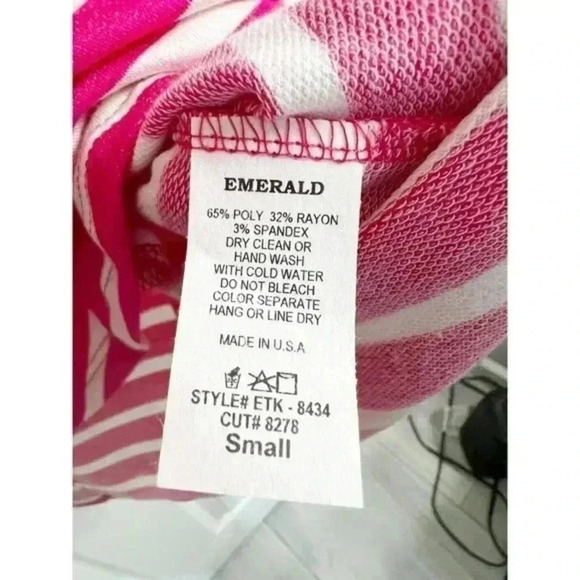 EMERALD
65% POLY 32% RAYON
3% SPANDEX
DRY CLEAN OR
HAND WASH
WITH COLD WATER
DO NOT BLEACH
COLOR SEPARATE
HANG OR LINE DRY
MADE IN U.S.A
STYLE# ETK - 8434
CUT# 8278
Small